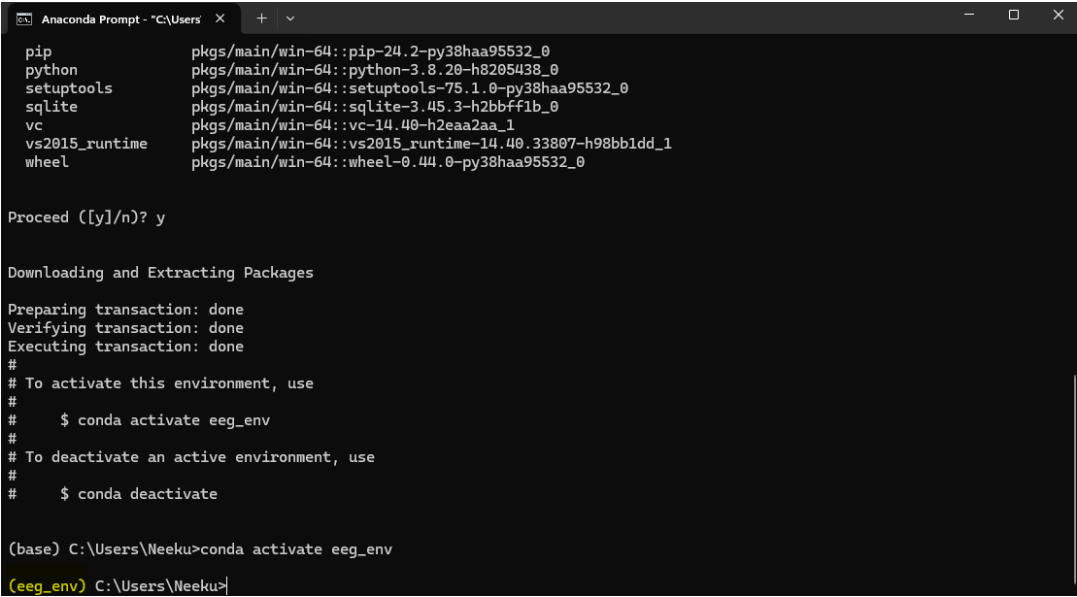 Anaconda Prompt - "C:\Users'
pip                pkgs/main/win-64::pip-24.2-py38haa95532_0
python             pkgs/main/win-64::python-3.8.20-h8205438_0
setuptools         pkgs/main/win-64::setuptools-75.1.0-py38haa95532_0
sqlite             pkgs/main/win-64::sqlite-3.45.3-h2bbff1b_0
vc                 pkgs/main/win-64::vc-14.40-h2eaa2aa_1
vs2015_runtime     pkgs/main/win-64::vs2015_runtime-14.40.33807-h98bb1dd_1
wheel              pkgs/main/win-64::wheel-0.44.0-py38haa95532_0
Proceed ([y]/n)? y
Downloading and Extracting Packages
Preparing transaction: done
Verifying transaction: done
Executing transaction: done
#
# To activate this environment, use
#
#     $ conda activate eeg_env
#
# To deactivate an active environment, use
#
#     $ conda deactivate
(base) C:\Users\Neeku>conda activate eeg_env
(eeg_env) C:\Users\Neeku>